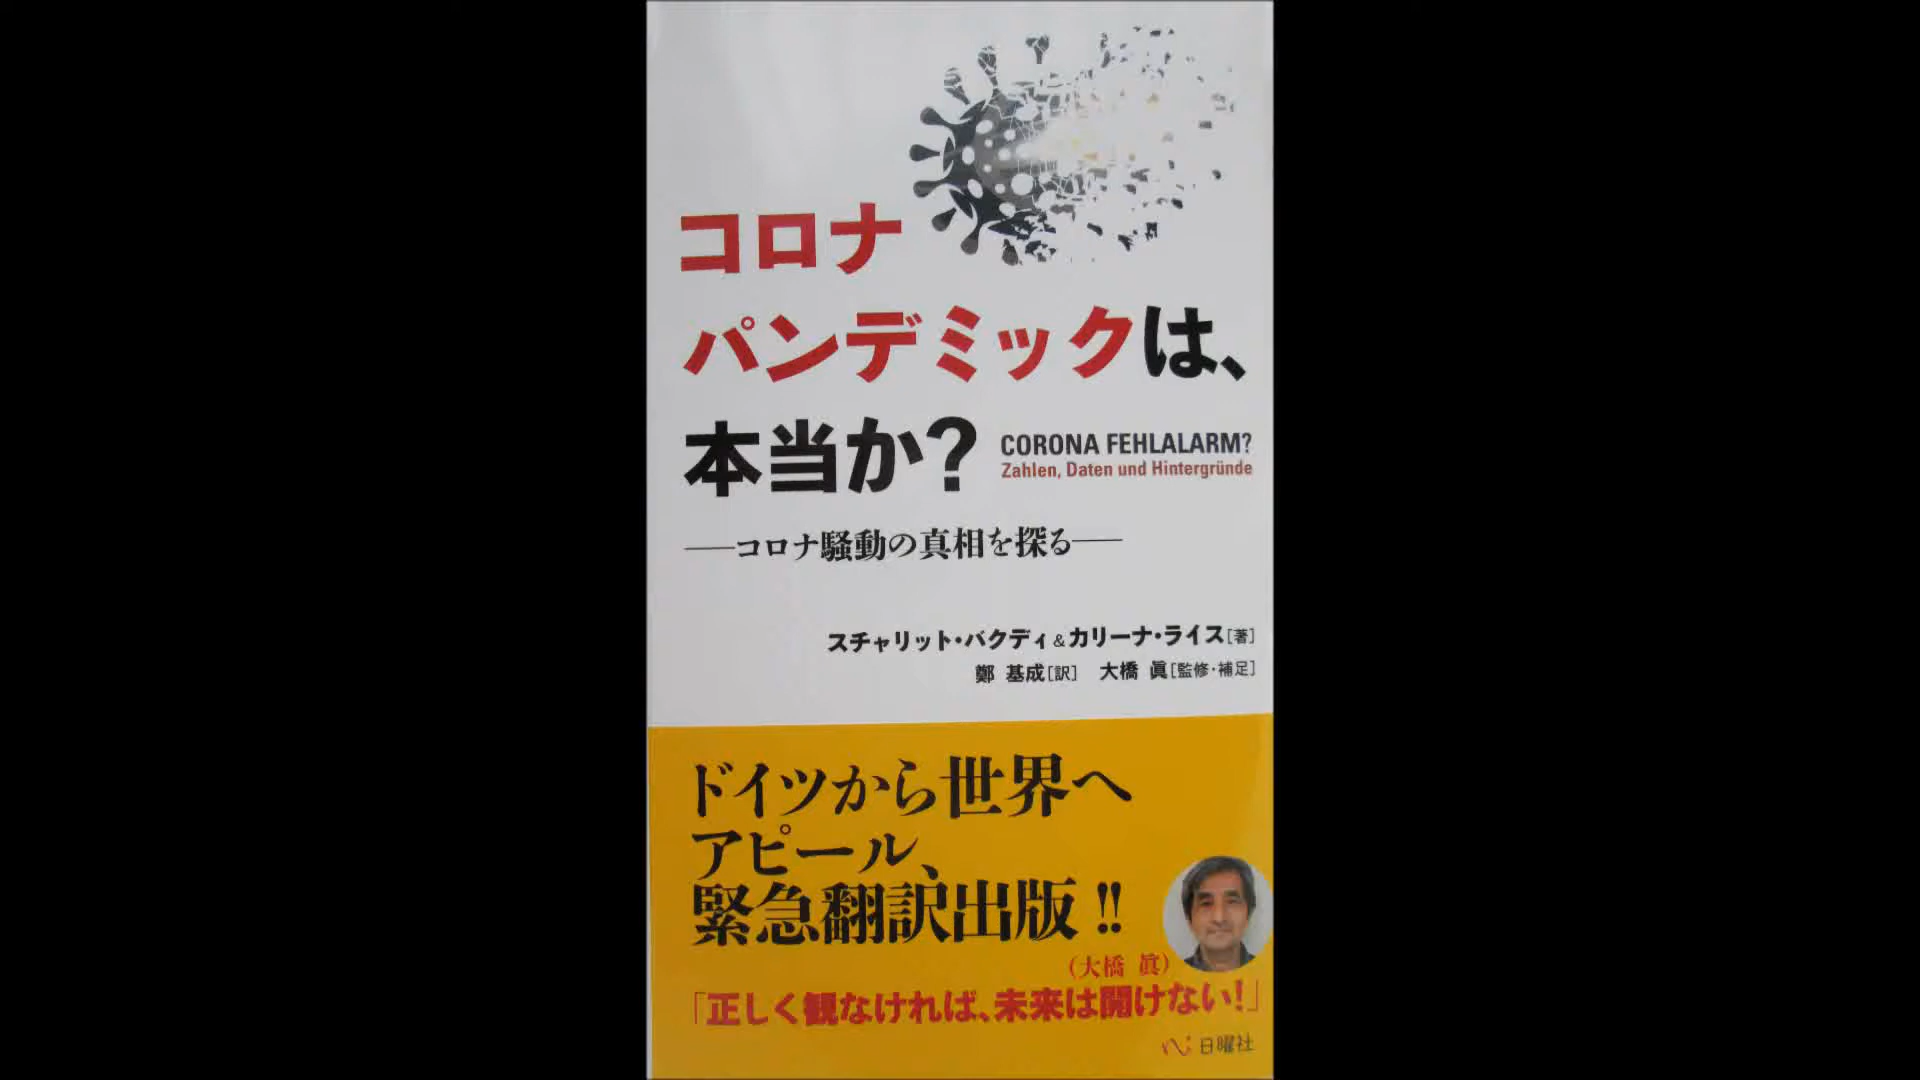 コロナ
パンデミックは、
本当か?
CORONA FEHLALARM?
Zahlen, Daten und Hintergründe
──コロナ騒動の真相を探る──
スチャリット・バクディ&カリーナ・ライス[著]
鄭 基成[訳] 大橋 眞[監修・補足]
ドイツから世界へ
アピール、
緊急翻訳出版!!
(大橋 眞)
「正しく観なければ、未来は開けない!」
日曜社